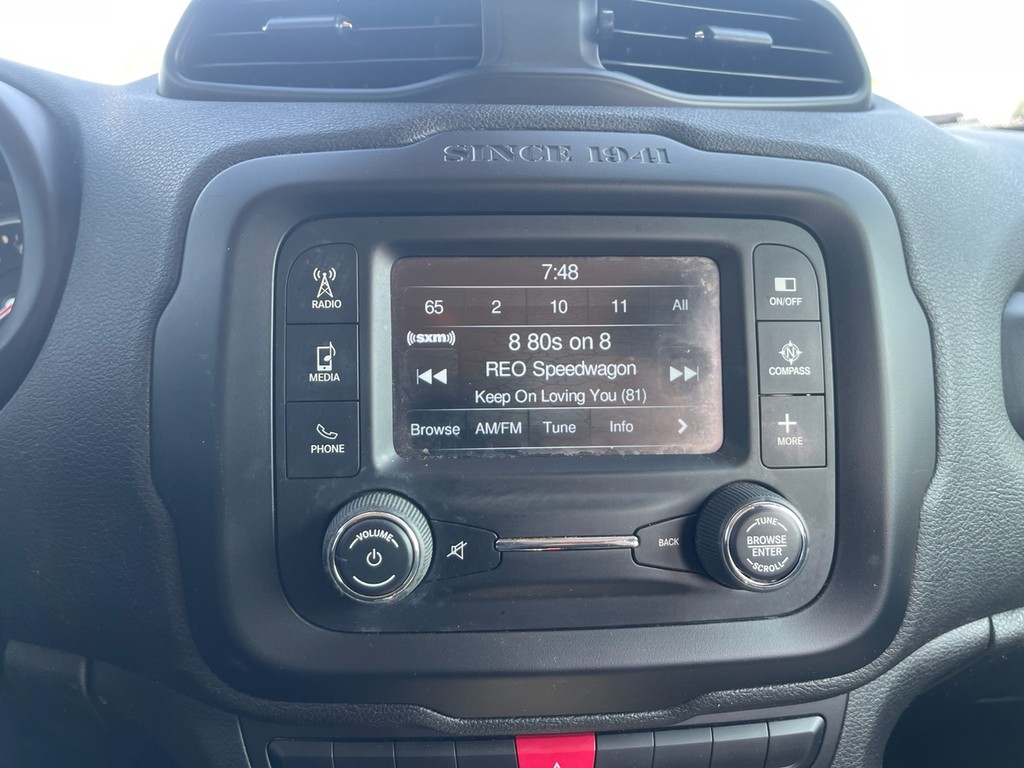 SINCE 1941
RADIO
MEDIA
PHONE
7:48
65 2 10 11 All
((sxm))
8 80s on 8
REO Speedwagon
Keep On Loving You (81)
Browse AM/FM Tune Info
ON/OFF
N
COMPASS
MORE
VOLUME
BACK
TUNE
BROWSE
ENTER
SCROLL